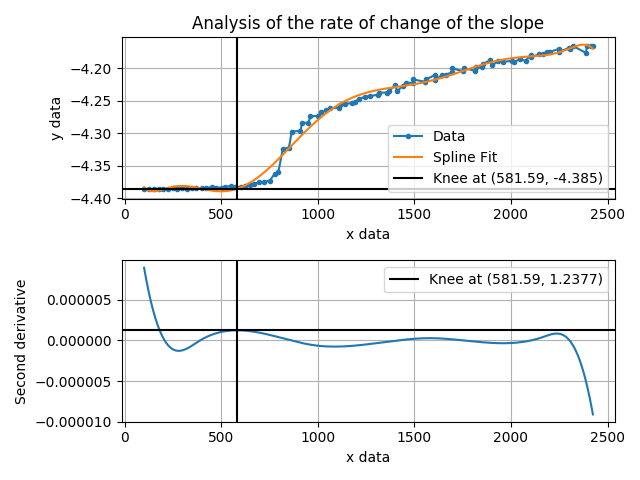 Analysis of the rate of change of the slope
−4.20
−4.25
−4.30
−4.35
−4.40
y data
Data
Spline Fit
Knee at (581.59, -4.385)
0 500 1000 1500 2000 2500
x data
Knee at (581.59, 1.2377)
0.000005
0.000000
−0.000005
−0.000010
Second derivative
0 500 1000 1500 2000 2500
x data